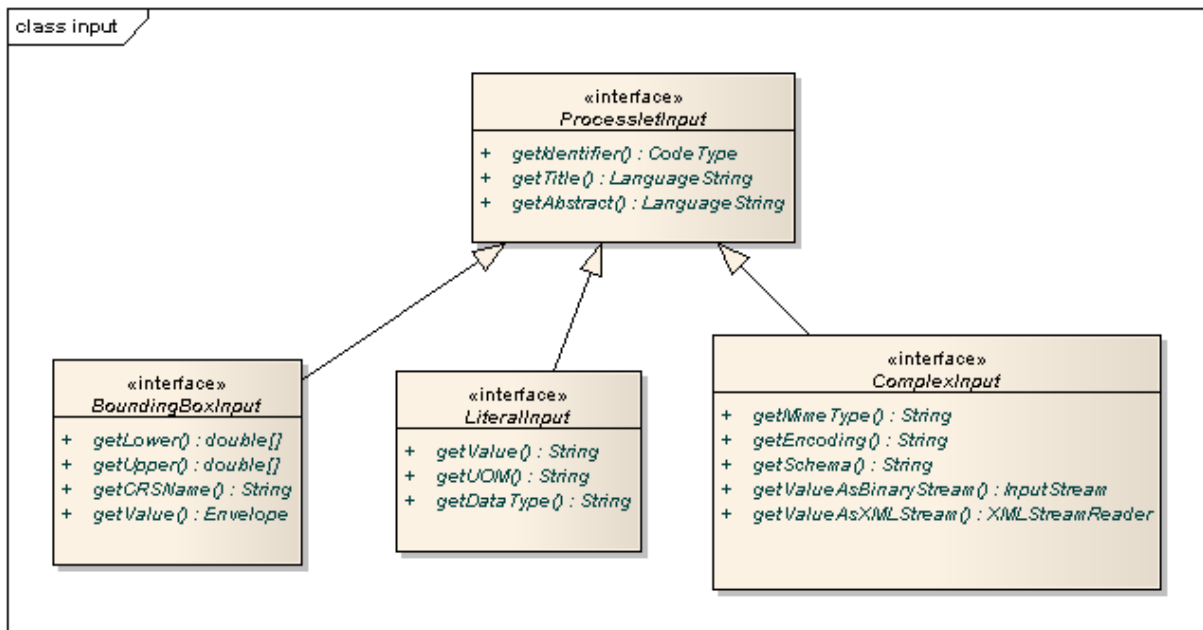 class input
«interface»
ProcessletInput
+ getIdentifier() : CodeType
+ getTitle() : LanguageString
+ getAbstract() : LanguageString
«interface»
BoundingBoxInput
+ getLower() : double[]
+ getUpper() : double[]
+ getCRSName() : String
+ getValue() : Envelope
«interface»
LiteralInput
+ getValue() : String
+ getUOM() : String
+ getDataType() : String
«interface»
ComplexInput
+ getMimeType() : String
+ getEncoding() : String
+ getSchema() : String
+ getValueAsBinaryStream() : InputStream
+ getValueAsXMLStream() : XMLStreamReader